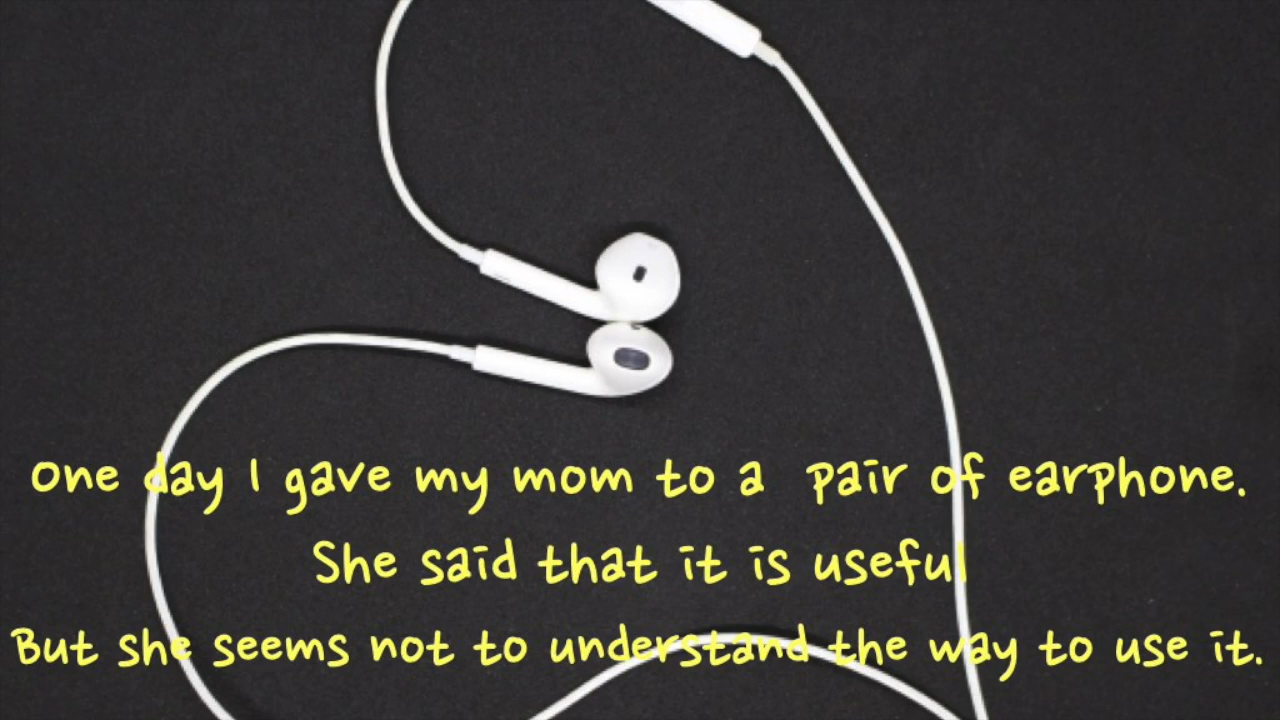 One day I gave my mom to a pair of earphone.
She said that it is useful
But she seems not to understand the way to use it.